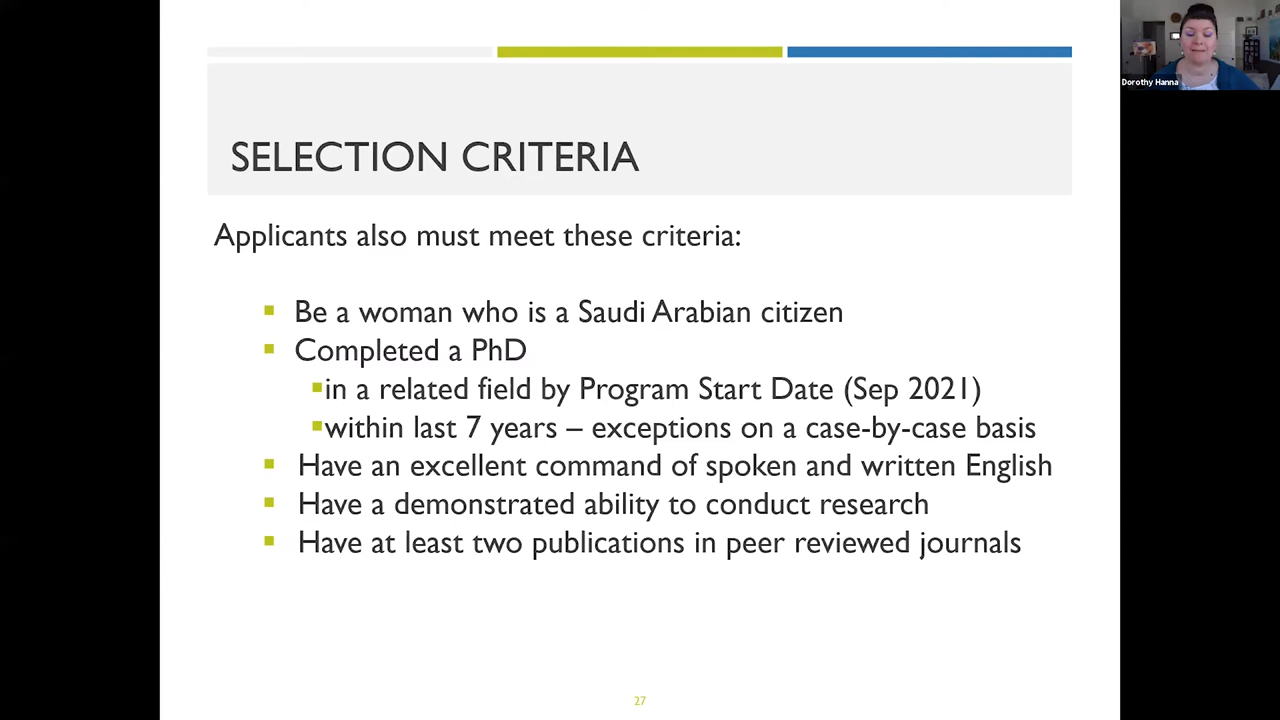 Dorothy Hanna
SELECTION CRITERIA
Applicants also must meet these criteria:
Be a woman who is a Saudi Arabian citizen
Completed a PhD
in a related field by Program Start Date (Sep 2021)
within last 7 years – exceptions on a case-by-case basis
Have an excellent command of spoken and written English
Have a demonstrated ability to conduct research
Have at least two publications in peer reviewed journals
27